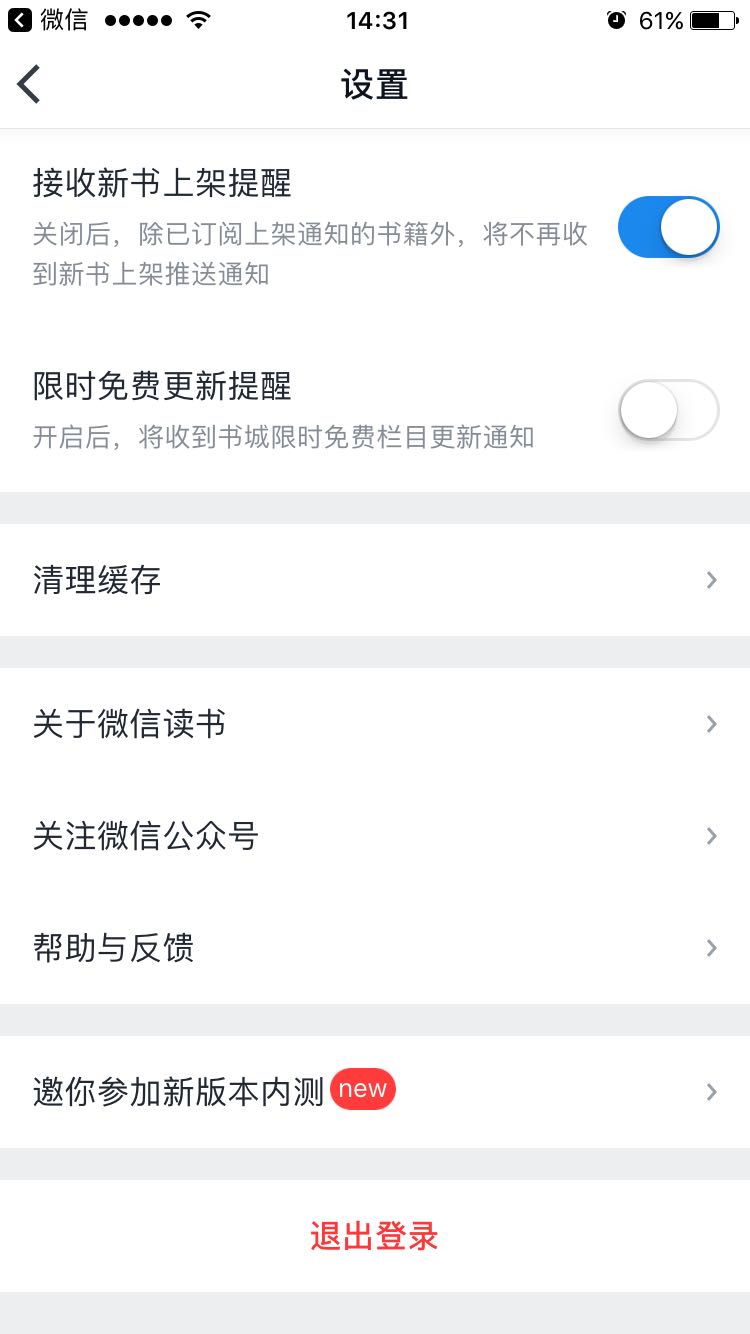 微信 14:31 61%
设置
接收新书上架提醒
关闭后，除已订阅上架通知的书籍外，将不再收
到新书上架推送通知
限时免费更新提醒
开启后，将收到书城限时免费栏目更新通知
清理缓存
关于微信读书
关注微信公众号
帮助与反馈
邀你参加新版本内测 new
退出登录